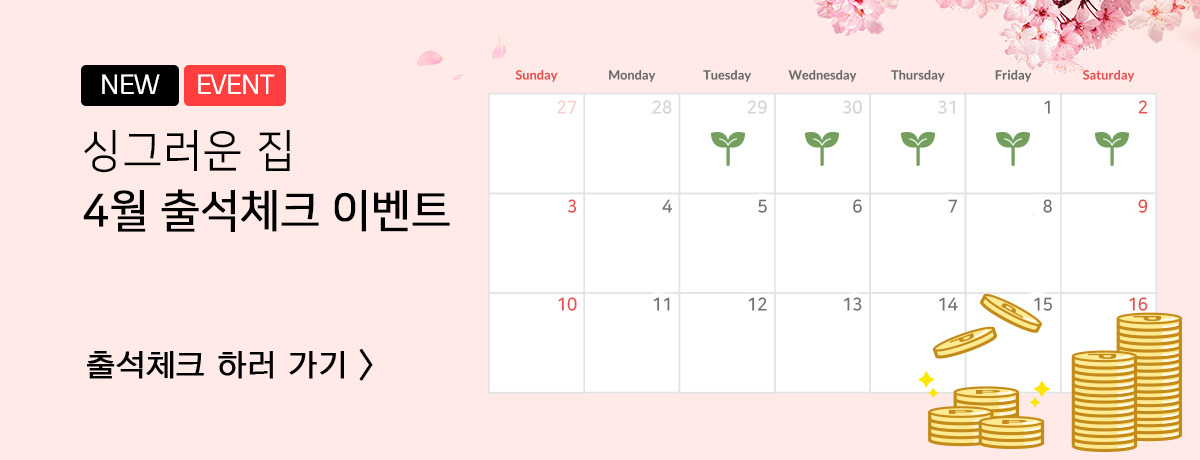 NEW EVENT
싱그러운 집
4월 출석체크 이벤트
출석체크 하러 가기 〉
Sunday Monday Tuesday Wednesday Thursday Friday Saturday
27 28 29 30 31 1 2
3 4 5 6 7 8 9
10 11 12 13 14 15 16